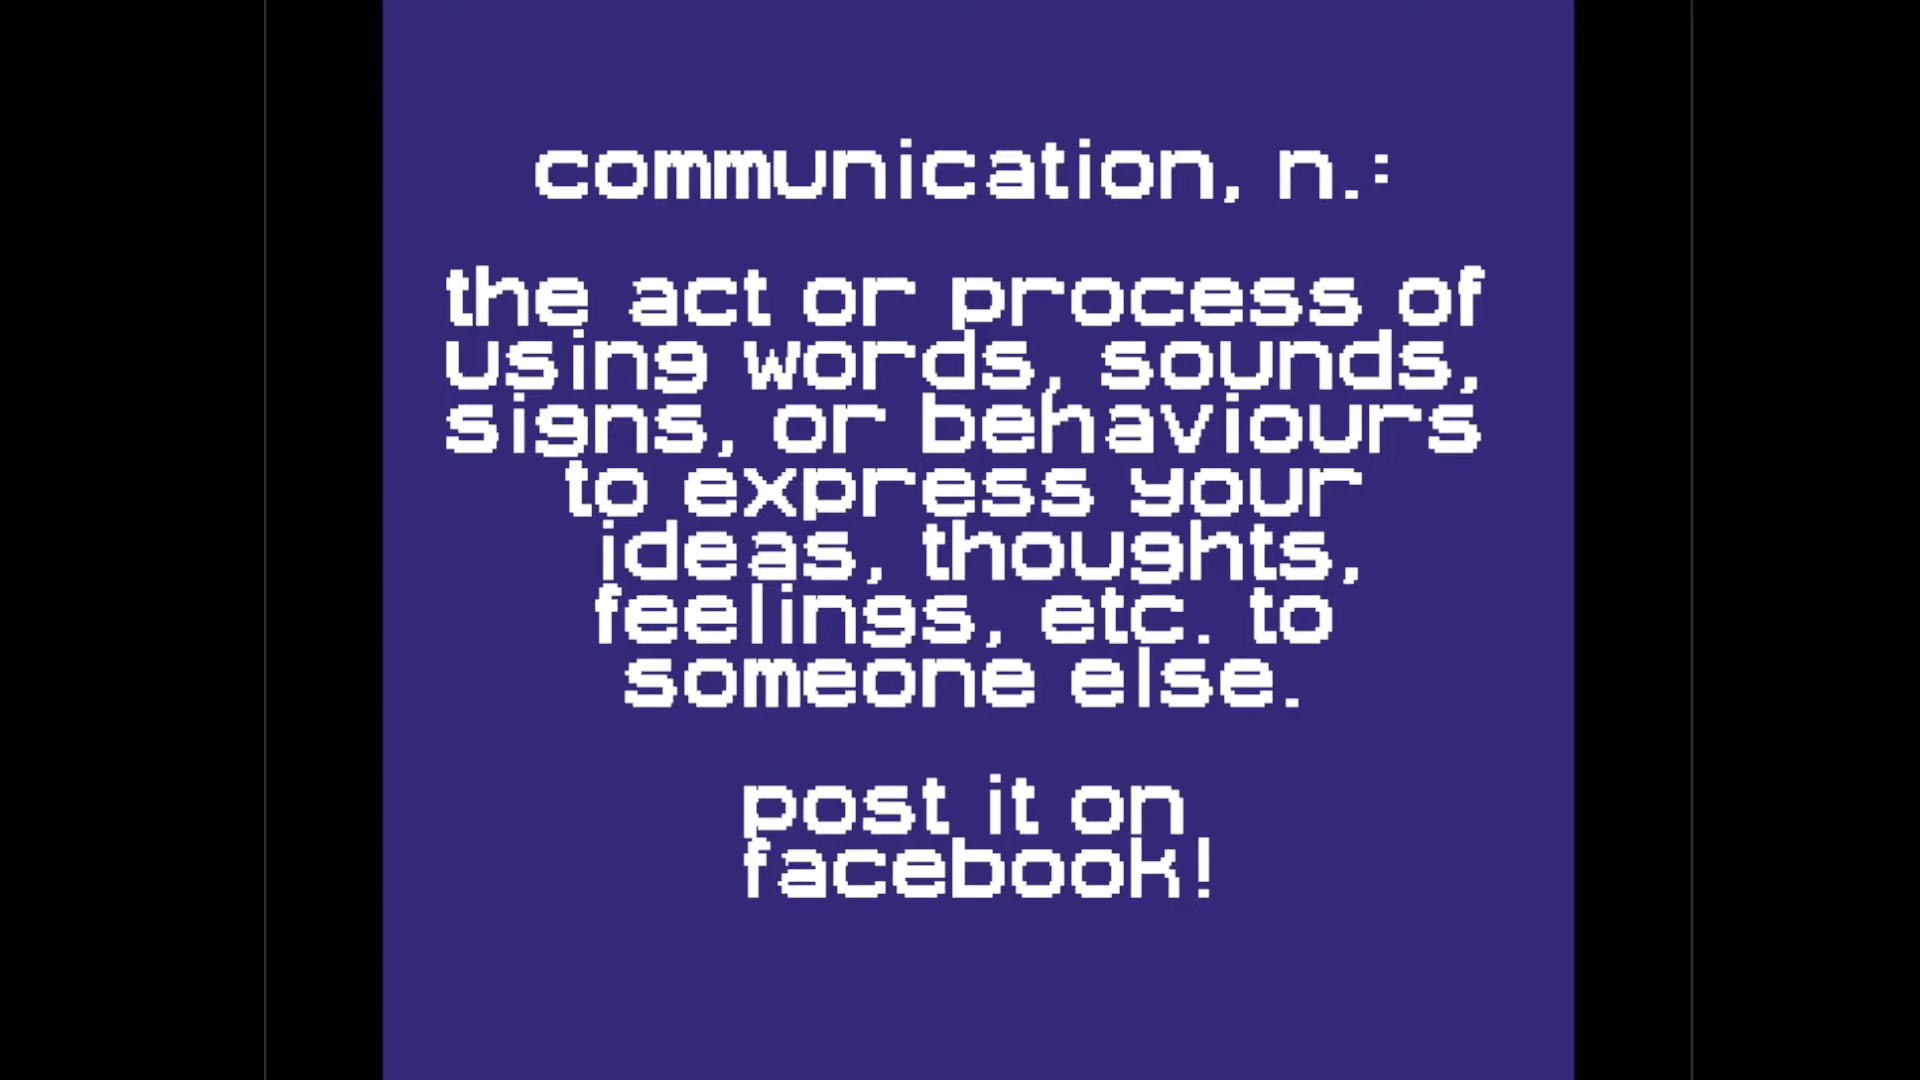 communication, n.:
the act or process of
using words, sounds,
signs, or behaviours
to express your
ideas, thoughts,
feelings, etc. to
someone else.
post it on
facebook!